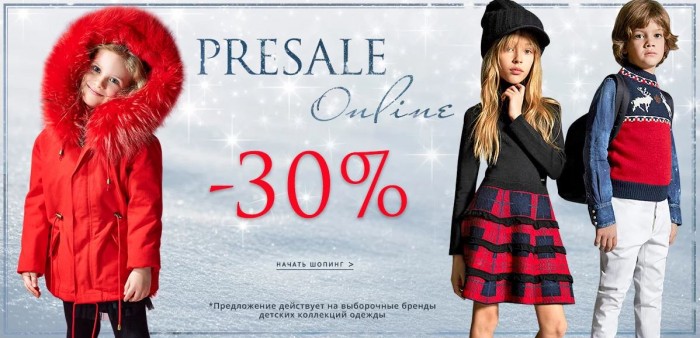 PRESALE
Online
-30%
НАЧАТЬ ШОПИНГ >
*Предложение действует на выборочные бренды
детских коллекций одежды